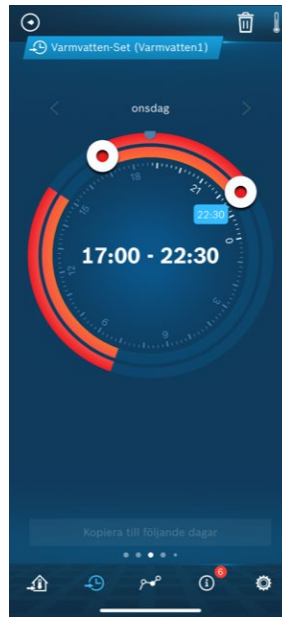 Varmvatten-Set (Varmvatten1)
onsdag
18
21
22:30
15
0
17:00 - 22:30
12
3
6
9
Kopiera till följande dagar
6